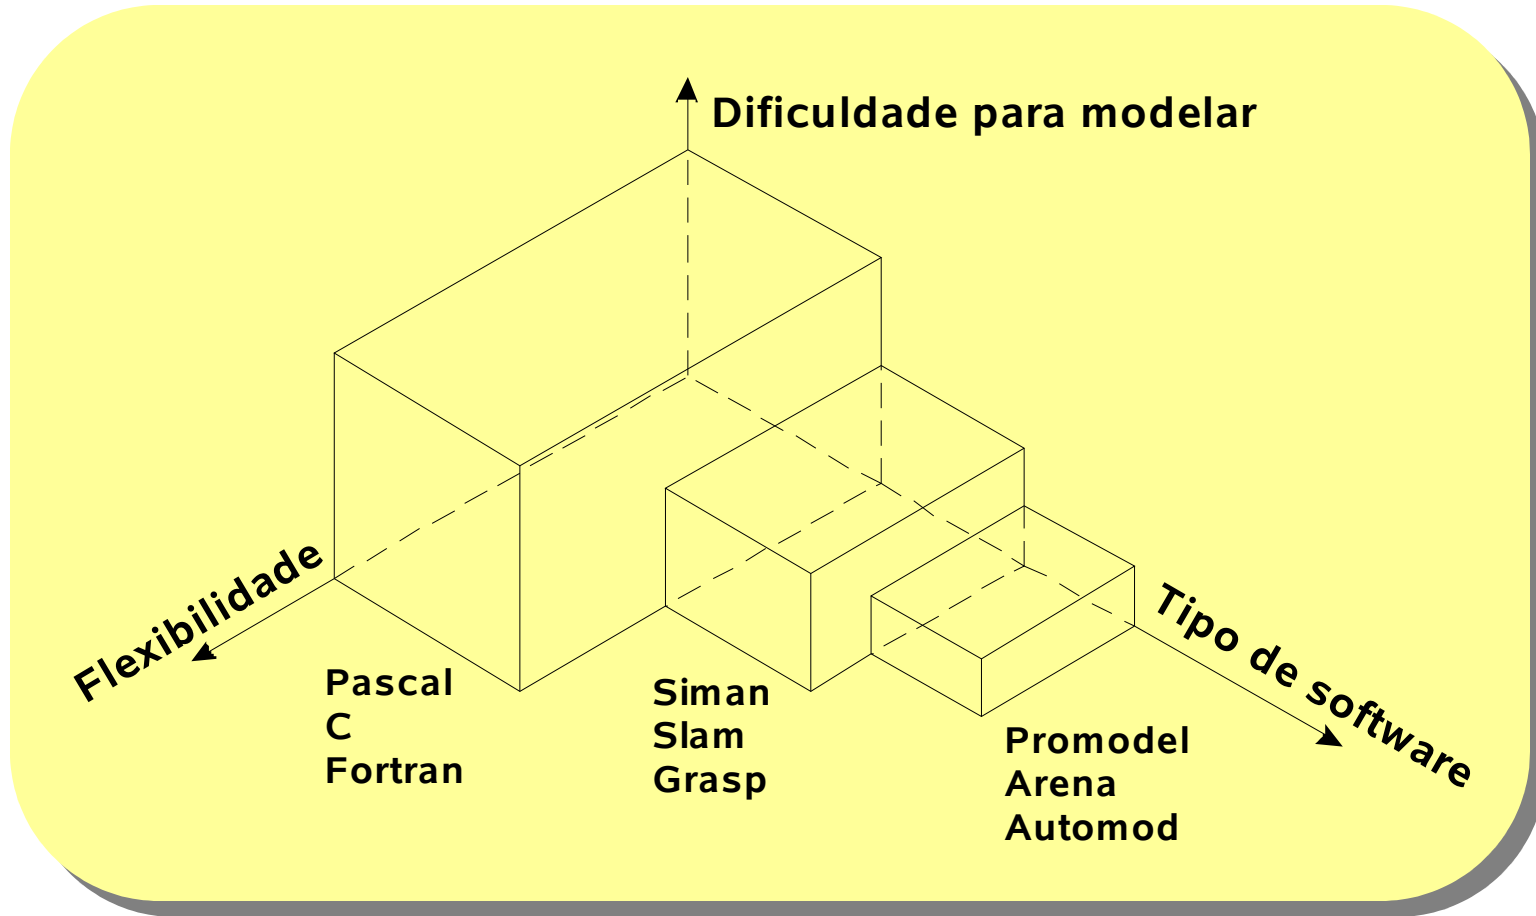 Dificuldade para modelar
Flexibilidade
Tipo de software
Pascal
C
Fortran
Siman
Slam
Grasp
Promodel
Arena
Automod